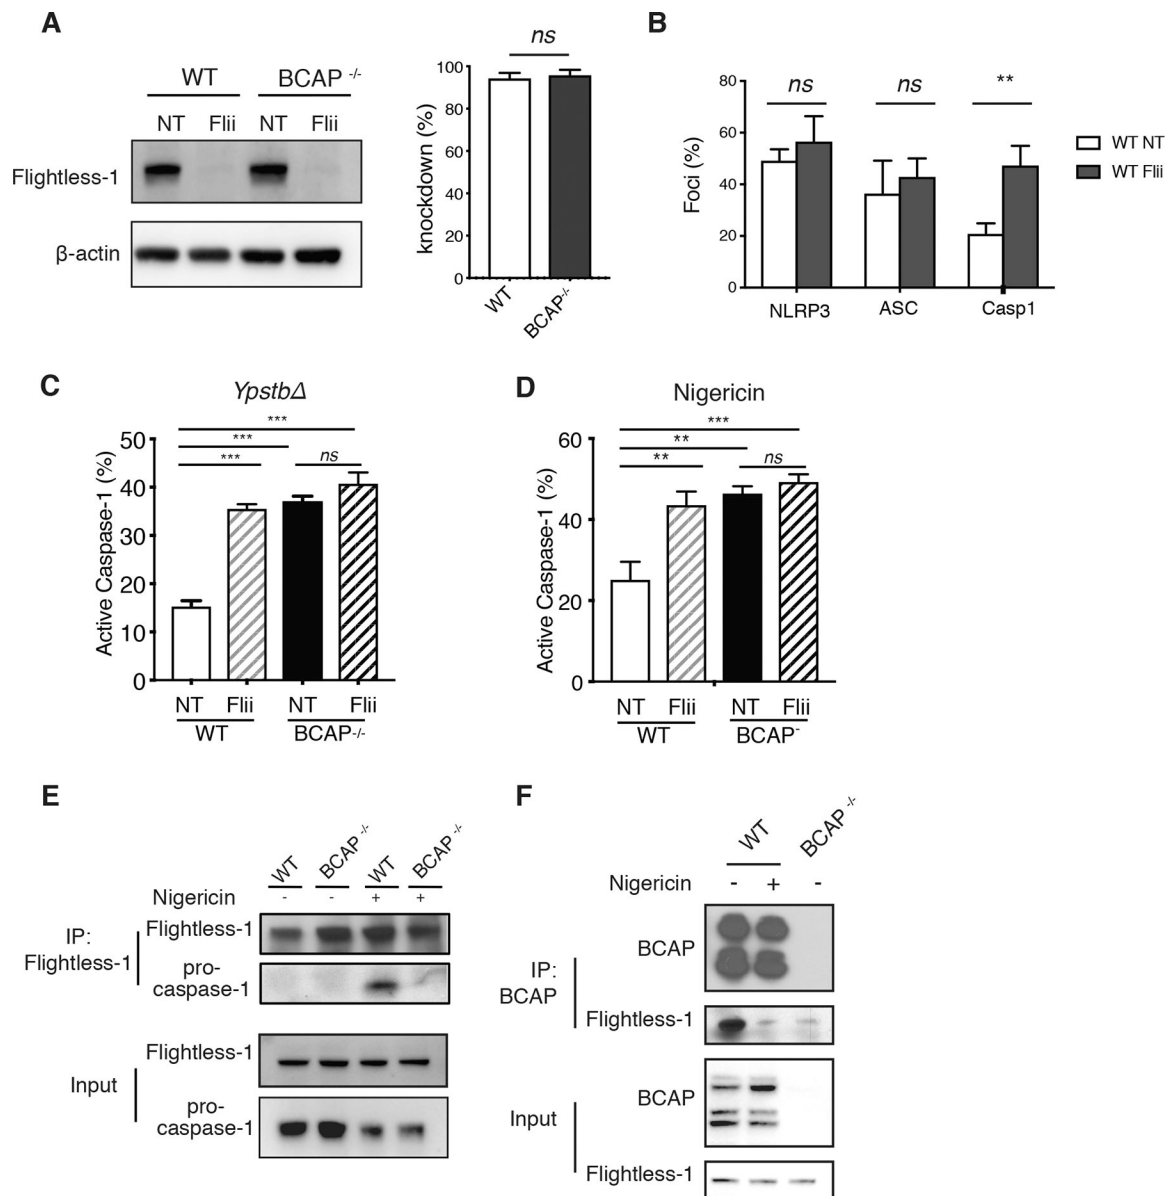 A
WT BCAP -/-
NT Flii NT Flii
Flightless-1
β-actin
ns
knockdown (%)
100
80
60
40
20
0
WT
BCAP-/-
B
ns ns **
Foci (%)
80
60
40
20
0
NLRP3 ASC Casp1
WT NT
WT Flii
C
YpstbΔ
***
***
*** ns
Active Caspase-1 (%)
50
40
30
20
10
0
NT Flii NT Flii
WT BCAP-/-
D
Nigericin
***
**
** ns
Active Caspase-1 (%)
60
40
20
0
NT Flii NT Flii
WT BCAP-
E
WT BCAP -/- WT BCAP -/-
Nigericin - - + +
IP:
Flightless-1
Flightless-1
pro-
caspase-1
Input
Flightless-1
pro-
caspase-1
F
WT BCAP -/-
Nigericin - + -
IP:
BCAP
BCAP
Flightless-1
Input
BCAP
Flightless-1